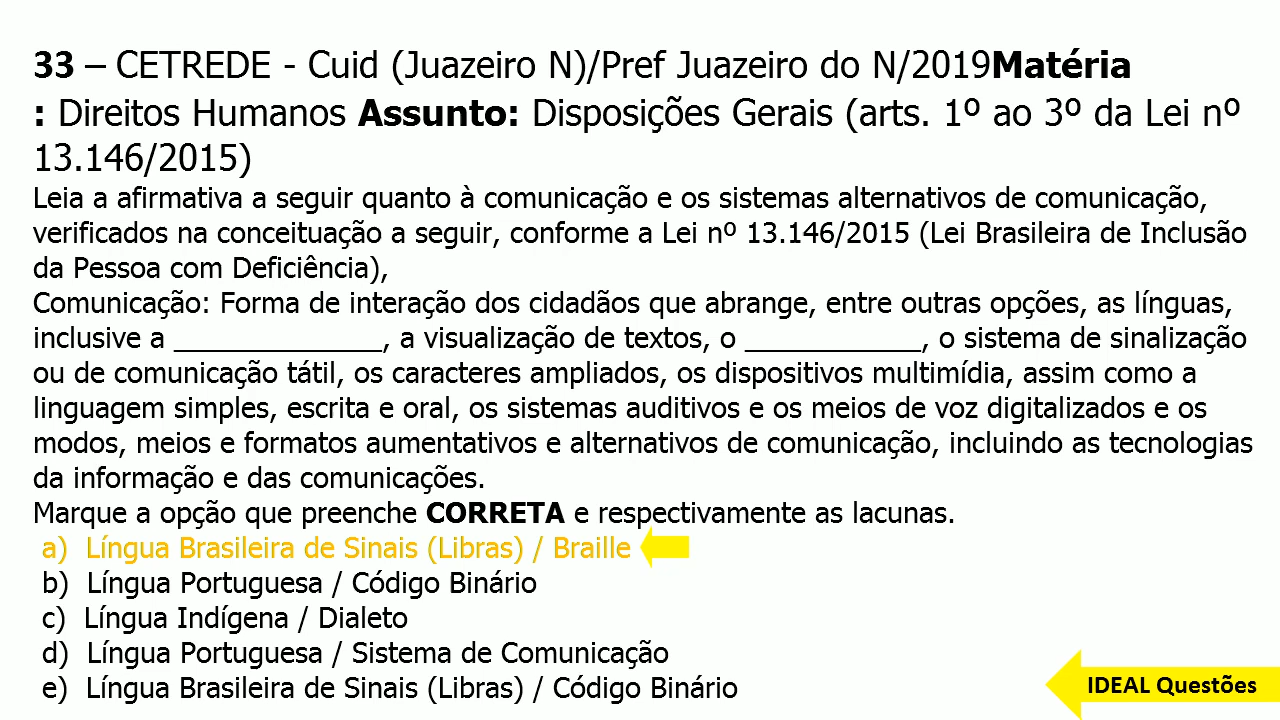 33 – CETREDE - Cuid (Juazeiro N)/Pref Juazeiro do N/2019Matéria
: Direitos Humanos Assunto: Disposições Gerais (arts. 1º ao 3º da Lei nº
13.146/2015)
Leia a afirmativa a seguir quanto à comunicação e os sistemas alternativos de comunicação,
verificados na conceituação a seguir, conforme a Lei nº 13.146/2015 (Lei Brasileira de Inclusão
da Pessoa com Deficiência),
Comunicação: Forma de interação dos cidadãos que abrange, entre outras opções, as línguas,
inclusive a ______________, a visualização de textos, o ____________, o sistema de sinalização
ou de comunicação tátil, os caracteres ampliados, os dispositivos multimídia, assim como a
linguagem simples, escrita e oral, os sistemas auditivos e os meios de voz digitalizados e os
modos, meios e formatos aumentativos e alternativos de comunicação, incluindo as tecnologias
da informação e das comunicações.
Marque a opção que preenche CORRETA e respectivamente as lacunas.
a) Língua Brasileira de Sinais (Libras) / Braille
b) Língua Portuguesa / Código Binário
c) Língua Indígena / Dialeto
d) Língua Portuguesa / Sistema de Comunicação
e) Língua Brasileira de Sinais (Libras) / Código Binário
IDEAL Questões